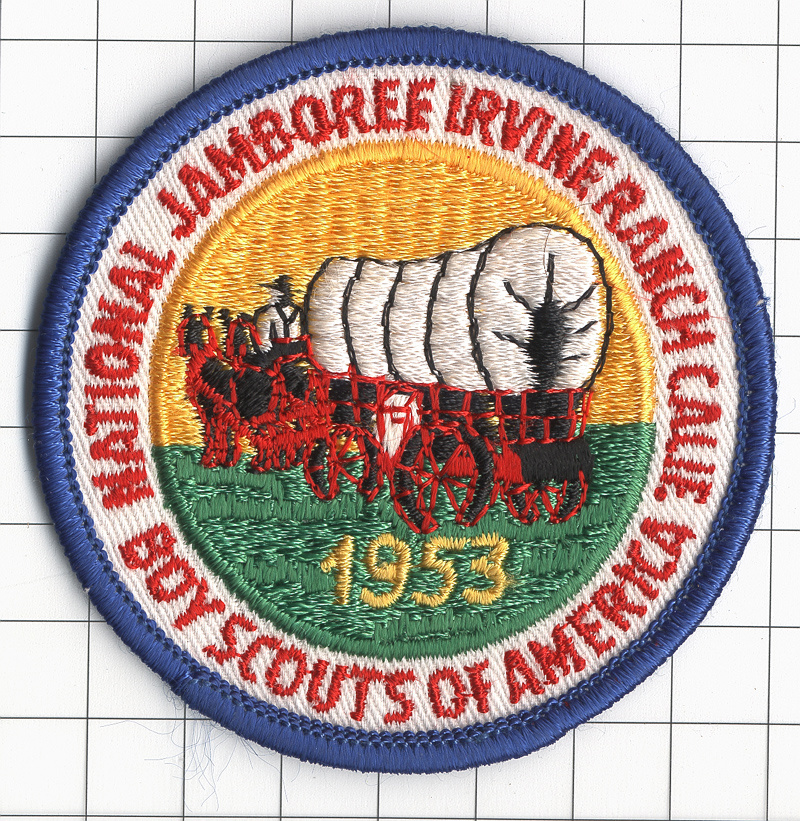 NATIONAL JAMBOREE IRVINE RANCH CALIF.
1953
BOY SCOUTS OF AMERICA